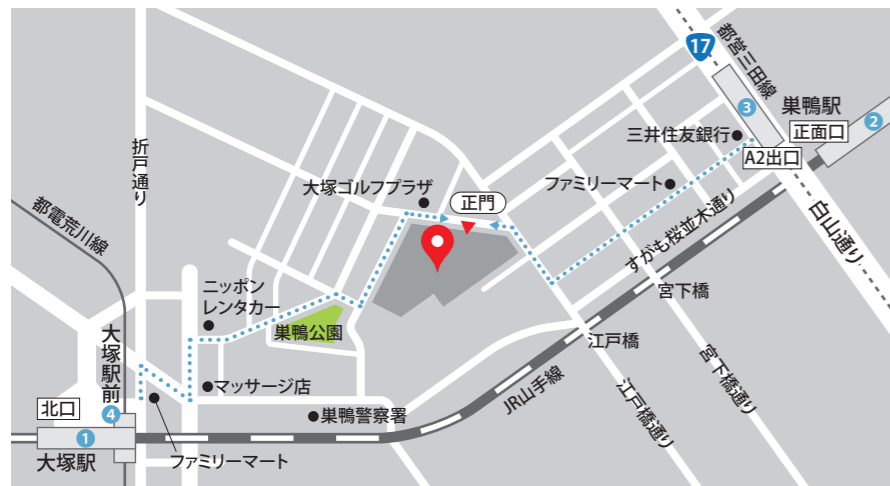 17
都営三田線
巣鴨駅
3
2
正面口
三井住友銀行
A2出口
折戸通り
大塚ゴルフプラザ
正門
ファミリーマート
白山通り
すがも桜並木通り
都電荒川線
ニッポン
レンタカー
宮下橋
巣鴨公園
江戸橋
大塚駅前
マッサージ店
JR山手線
宮下橋通り
江戸橋通り
北口
4
巣鴨警察署
1
大塚駅
ファミリーマート